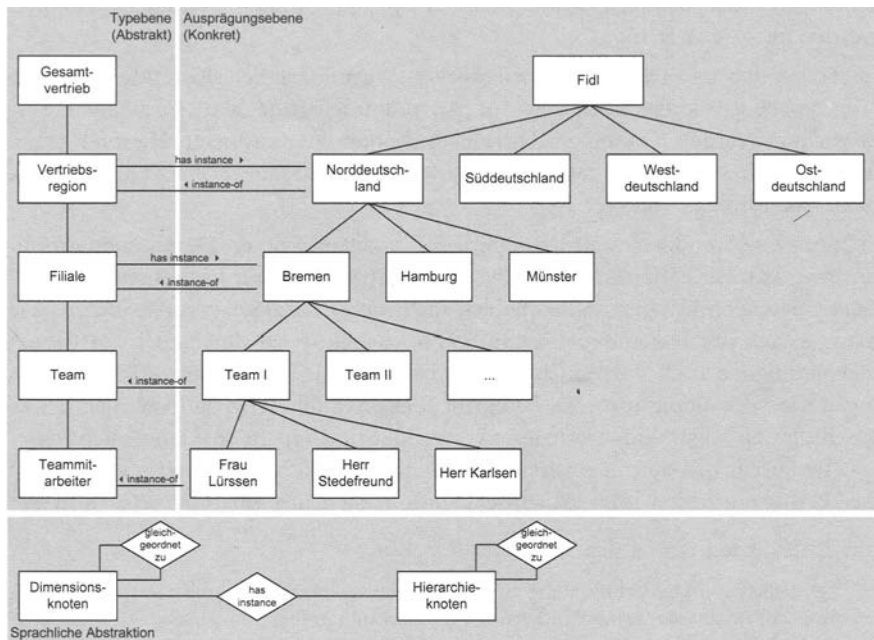 Typebene
(Abstrakt)
Ausprägungsebene
(Konkret)
Gesamt-
vertrieb
Fidl
Vertriebs-
region
has instance
instance-of
Norddeutsch-
land
Süddeutschland
West-
deutschland
Ost-
deutschland
Filiale
has instance
instance-of
Bremen
Hamburg
Münster
Team
instance-of
Team I
Team II
...
Teammit-
arbeiter
instance-of
Frau
Lürssen
Herr
Stedefreund
Herr Karlsen
gleich-
geordnet
zu
gleich-
geordnet
zu
Dimensions-
knoten
has
instance
Hierarchie-
knoten
Sprachliche Abstraktion